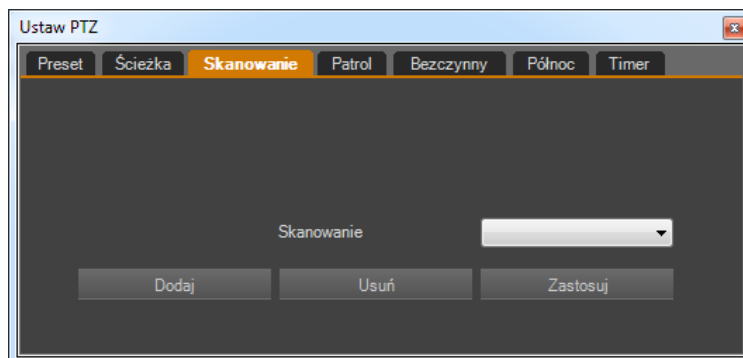 Ustaw PTZ
Preset Ścieżka Skanowanie Patrol Bezczynny Północ Timer
Skanowanie
Dodaj Usuń Zastosuj